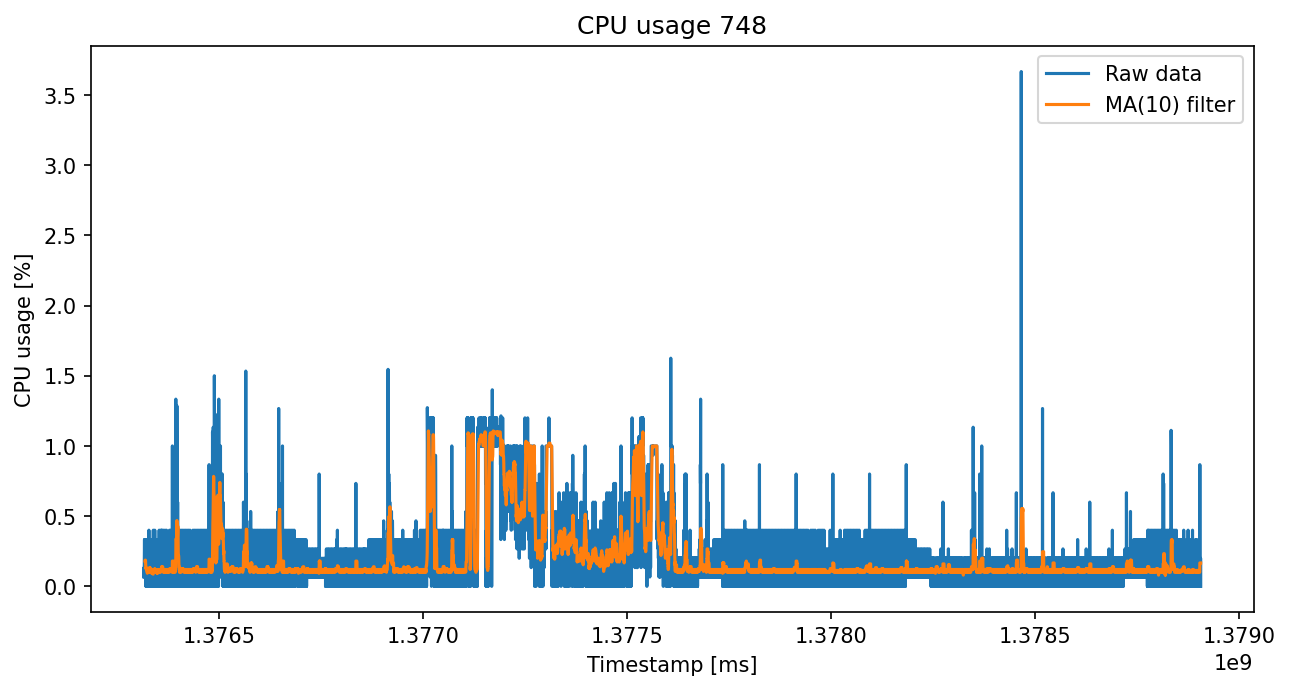 CPU usage 748
Raw data
MA(10) filter
CPU usage [%]
3.5
3.0
2.5
2.0
1.5
1.0
0.5
0.0
1.3765 1.3770 1.3775 1.3780 1.3785 1.3790
Timestamp [ms]
1e9